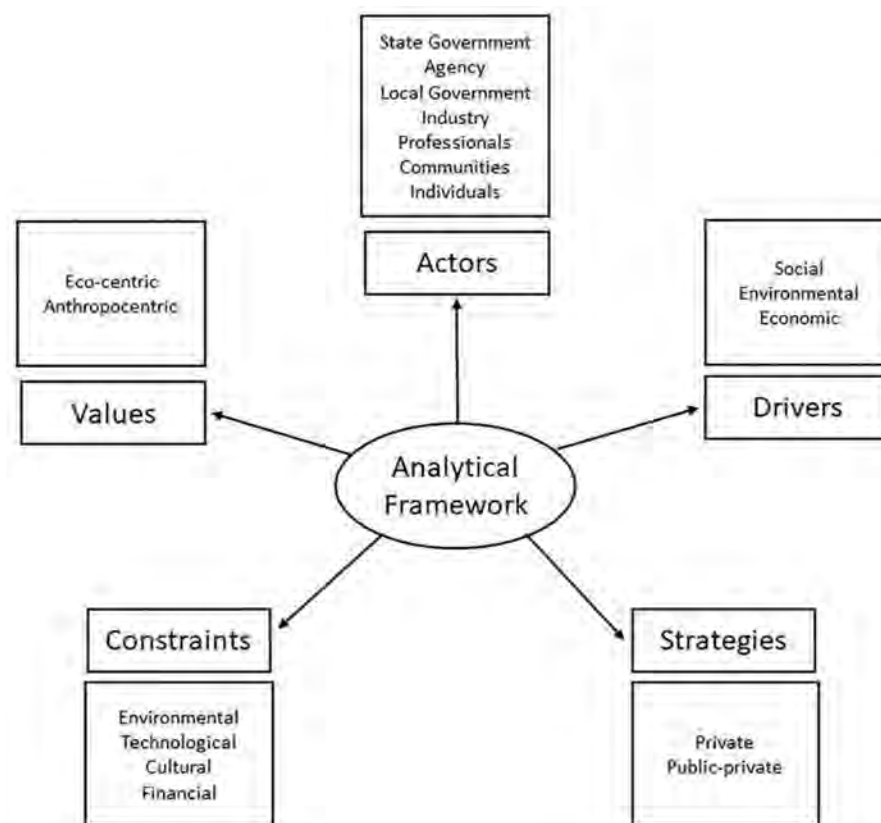 State Government
Agency
Local Government
Industry
Professionals
Communities
Individuals
Actors
Eco-centric
Anthropocentric
Values
Social
Environmental
Economic
Drivers
Analytical
Framework
Constraints
Environmental
Technological
Cultural
Financial
Strategies
Private
Public-private